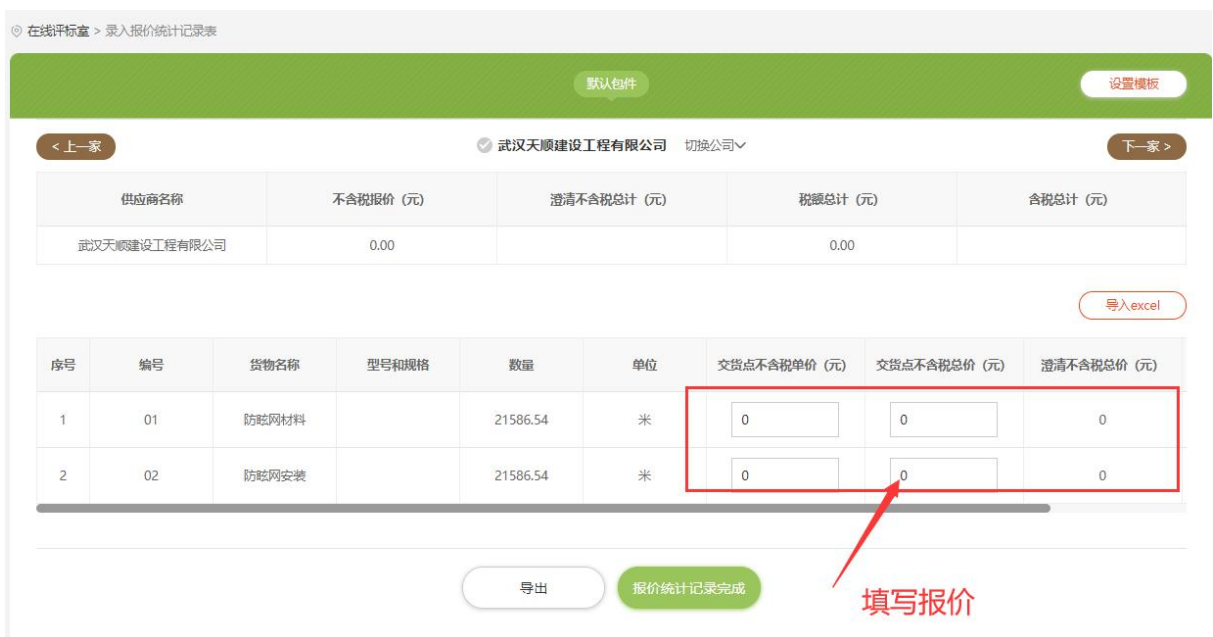 在线评标室 > 录入报价统计记录表
默认包件
设置模板
< 上一家
武汉天顺建设工程有限公司 切换公司
下一家 >
供应商名称 不含税报价 (元) 澄清不含税总计 (元) 税额总计 (元) 含税总计 (元)
武汉天顺建设工程有限公司 0.00 0.00
导入excel
序号 编号 货物名称 型号和规格 数量 单位 交货点不含税单价 (元) 交货点不含税总价 (元) 澄清不含税总价 (元)
1 01 防眩网材料 21586.54 米 0 0 0
2 02 防眩网安装 21586.54 米 0 0 0
导出
报价统计记录完成
填写报价